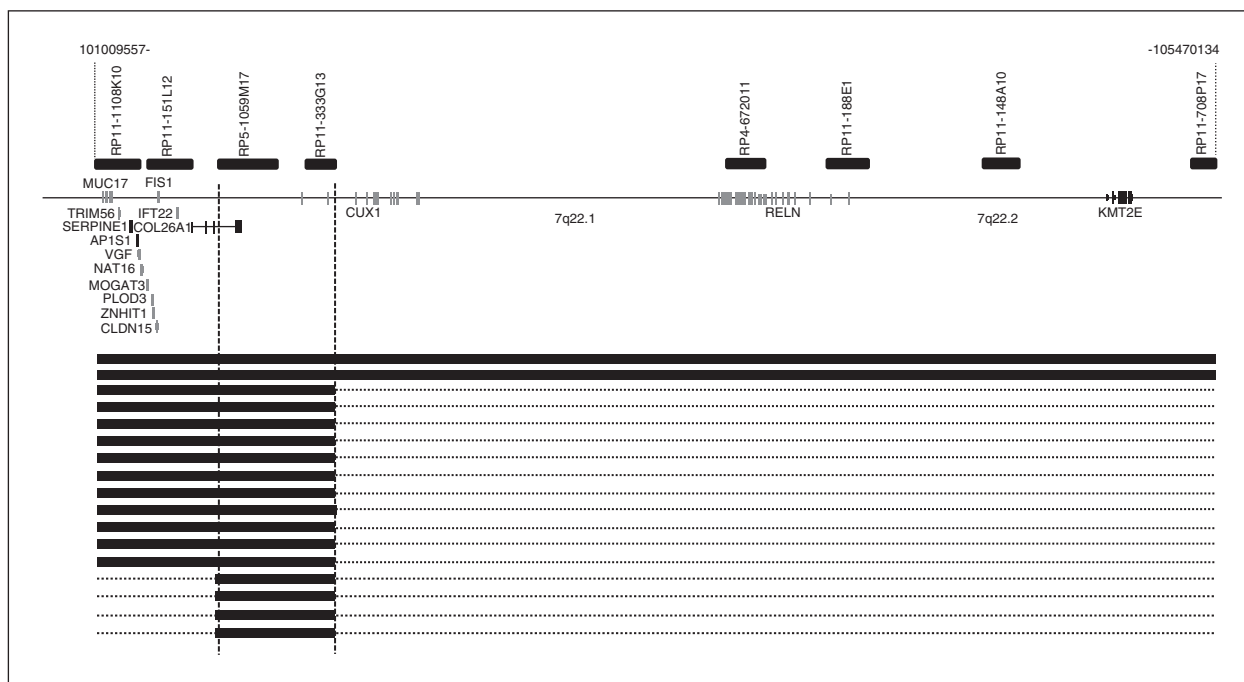 101009557-
-105470134
RP11-1108K10
RP11-151L12
RP5-1059M17
RP11-333G13
RP4-672011
RP11-188E1
RP11-148A10
RP11-708P17
MUC17
FIS1
TRIM56
IFT22
CUX1
7q22.1
RELN
7q22.2
KMT2E
SERPINE1
COL26A1
AP1S1
VGF
NAT16
MOGAT3
PLOD3
ZNHIT1
CLDN15